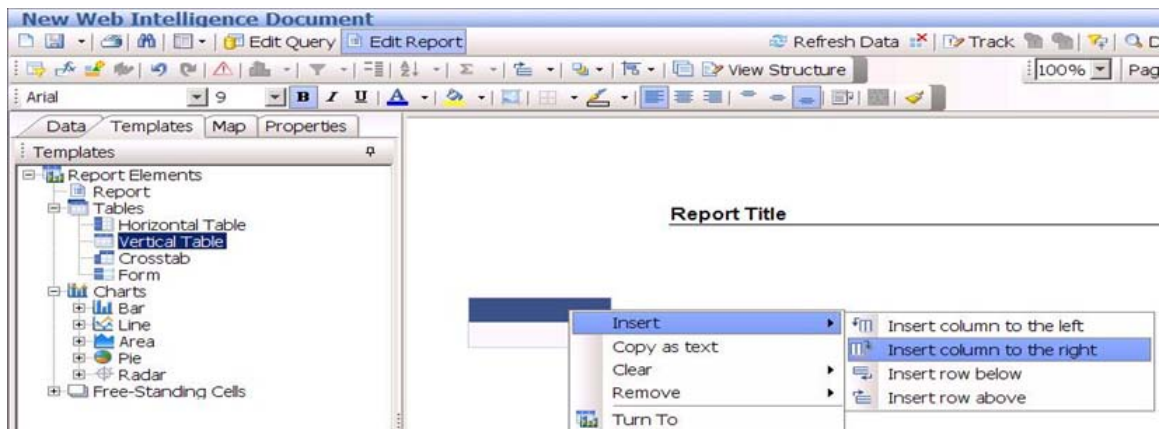 New Web Intelligence Document
Edit Query Edit Report Refresh Data Track D
View Structure 100% Pag
Arial 9 B I U A
Data Templates Map Properties
Templates
Report Elements
Report
Tables
Horizontal Table
Vertical Table
Crosstab
Form
Charts
Bar
Line
Area
Pie
Radar
Free-Standing Cells
Report Title
Insert
Copy as text
Clear
Remove
Turn To
Insert column to the left
Insert column to the right
Insert row below
Insert row above